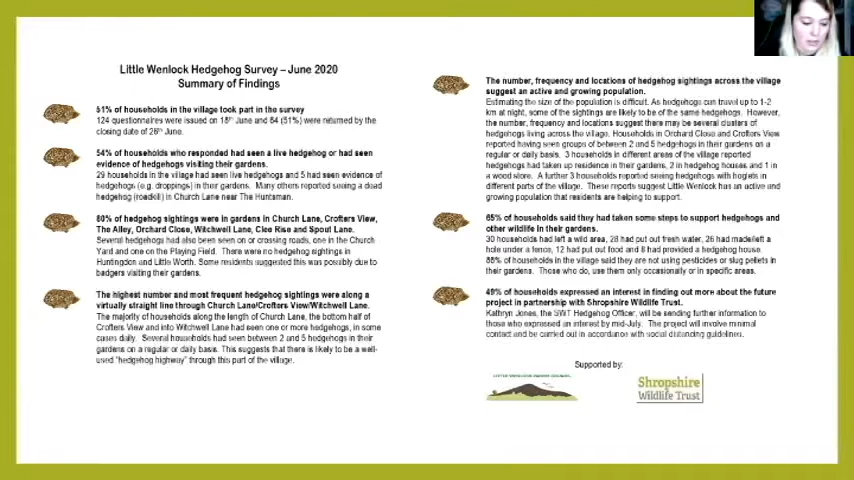 Little Wenlock Hedgehog Survey – June 2020
Summary of Findings
51% of households in the village took part in the survey
124 questionnaires were issued on 18th June and 64 (51%) were returned by the
closing date of 26th June.
54% of households who responded had seen a live hedgehog or had seen
evidence of hedgehogs visiting their gardens.
29 households in the village had seen live hedgehogs and 5 had seen evidence of
hedgehogs (e.g. droppings) in their gardens. Many others reported seeing a dead
hedgehog (roadkill) in Church Lane near The Huntsman.
80% of hedgehog sightings were in gardens in Church Lane, Crofters View,
The Alley, Orchard Close, Witchwell Lane, Clee Rise and Spout Lane.
Several hedgehogs had also been seen on or crossing roads, one in the Church
Yard and one on the Playing Field. There were no hedgehog sightings in
Huntingdon and Little Worth. Some residents suggested this was possibly due to
badgers visiting their gardens.
The highest number and most frequent hedgehog sightings were along a
virtually straight line through Church Lane/Crofters View/Witchwell Lane.
The majority of households along the length of Church Lane, the bottom half of
Crofters View and into Witchwell Lane had seen one or more hedgehogs, in some
cases daily. Several households had seen between 2 and 5 hedgehogs in their
gardens on a regular or daily basis. This suggests that there is likely to be a well-
used "hedgehog highway" through this part of the village.
The number, frequency and locations of hedgehog sightings across the village
suggest an active and growing population.
Estimating the size of the population is difficult. As hedgehogs can travel up to 1-2
km at night, some of the sightings are likely to be of the same hedgehogs. However,
the number, frequency and locations suggest there may be several clusters of
hedgehogs living across the village. Households in Orchard Close and Crofters View
reported having seen groups of between 2 and 5 hedgehogs in their gardens on a
regular or daily basis. 3 households in different areas of the village reported
hedgehogs had taken up residence in their gardens, 2 in hedgehog houses and 1 in
a wood store. A further 3 households reported seeing hedgehogs with hoglets in
different parts of the village. These reports suggest Little Wenlock has an active and
growing population that residents are helping to support.
65% of households said they had taken some steps to support hedgehogs and
other wildlife in their gardens.
30 households had left a wild area, 28 had put out fresh water, 26 had made/left a
hole under a fence, 12 had put out food and 8 had provided a hedgehog house.
86% of households in the village said they are not using pesticides or slug pellets in
their gardens. Those who do, use them only occasionally or in specific areas.
49% of households expressed an interest in finding out more about the future
project in partnership with Shropshire Wildlife Trust.
Kathryn Jones, the SWT Hedgehog Officer, will be sending further information to
those who expressed an interest by mid-July. The project will involve minimal
contact and be carried out in accordance with social distancing guidelines.
Supported by:
LITTLE WENLOCK PARISH COUNCIL
Shropshire
Wildlife Trust